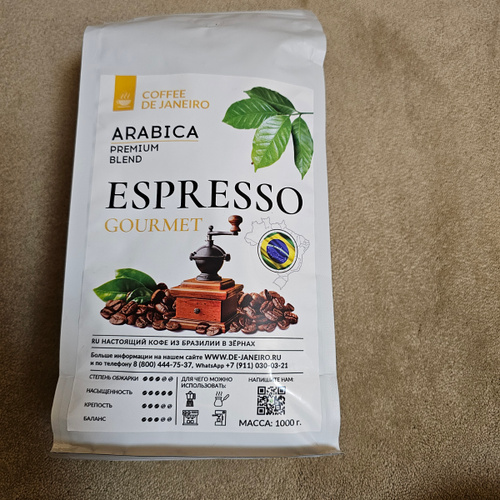 COFFEE
DE JANEIRO
ARABICA
PREMIUM
BLEND
ESPRESSO
GOURMET
RU НАСТОЯЩИЙ КОФЕ ИЗ БРАЗИЛИИ В ЗЁРНАХ
Больше информации на нашем сайте WWW.DE-JANEIRO.RU
и по телефону 8 (800) 444-75-37, WhatsApp +7 (911) 030-03-21
СТЕПЕНЬ ОБЖАРКИ
НАСЫЩЕННОСТЬ
КРЕПОСТЬ
БАЛАНС
ДЛЯ ЧЕГО МОЖНО
ИСПОЛЬЗОВАТЬ:
НАПИШИТЕ НАМ:
МАССА: 1000 г.